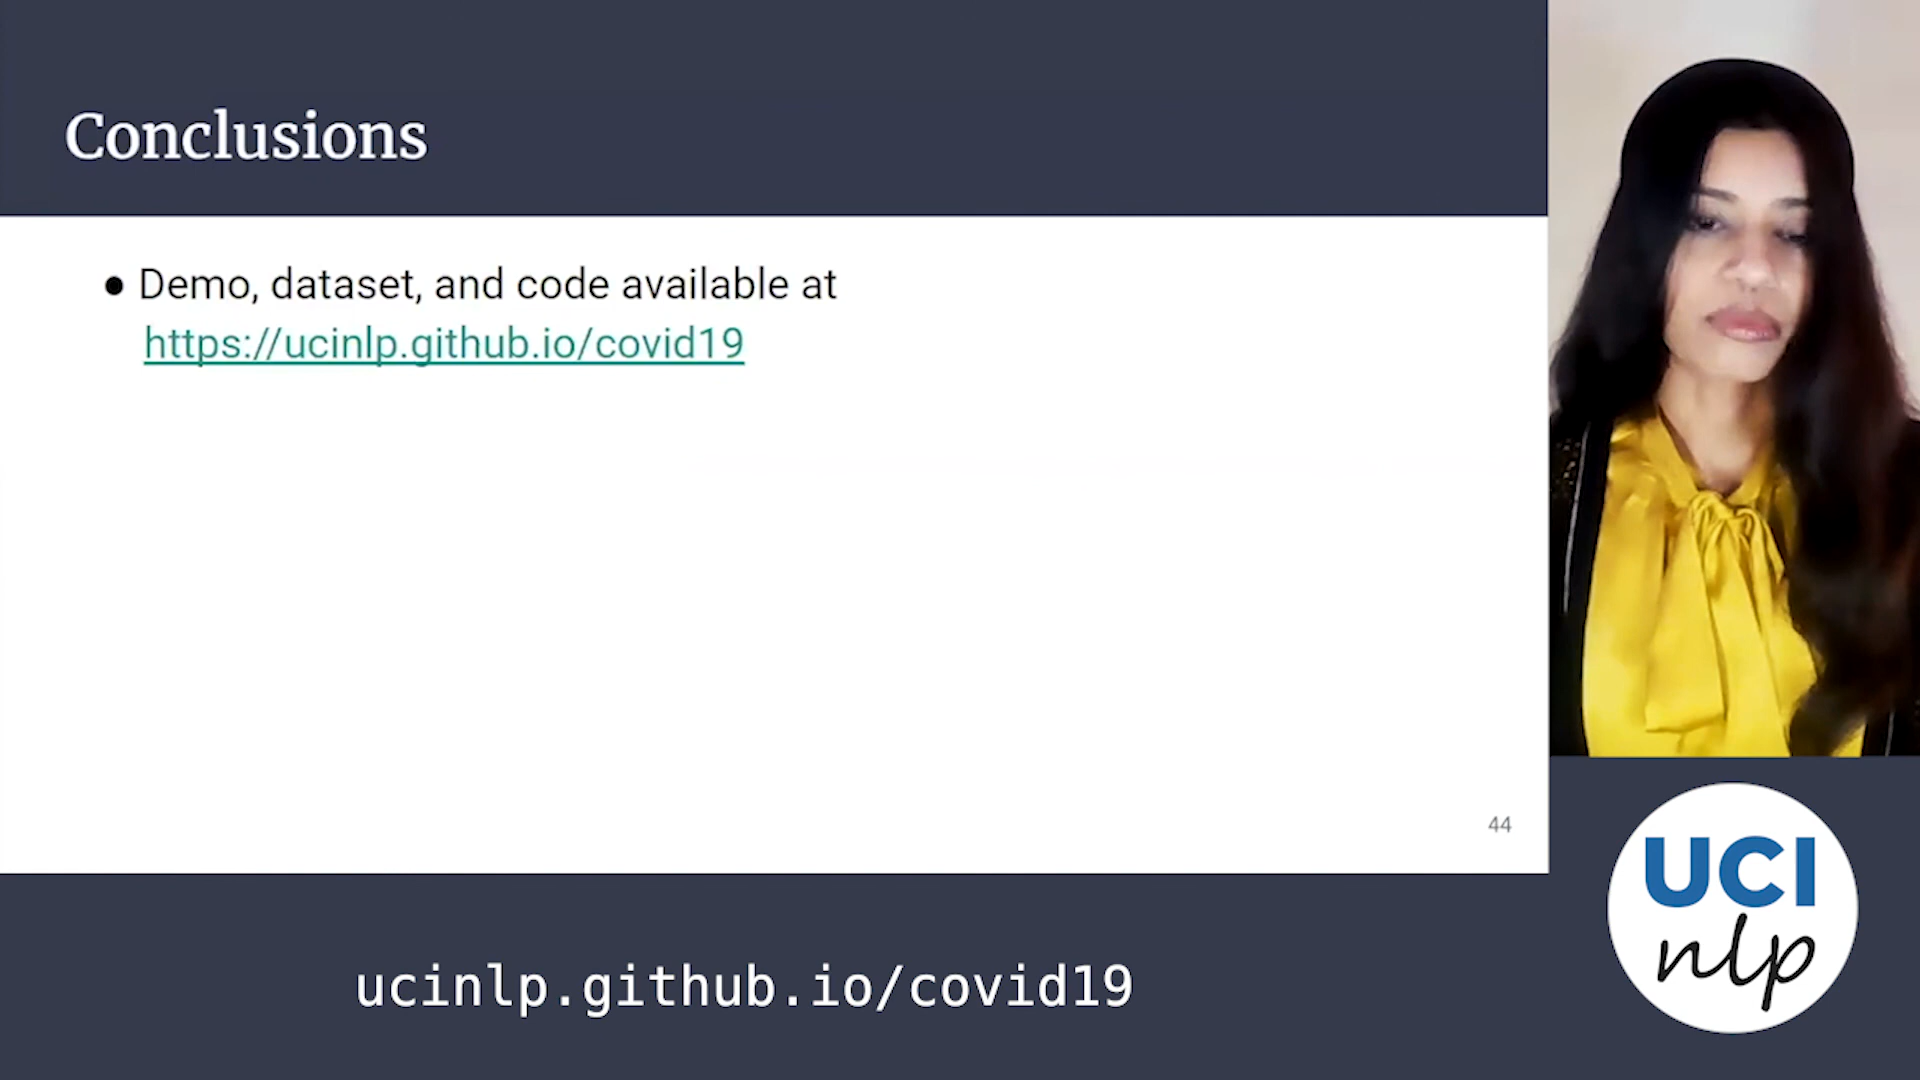 Conclusions
● Demo, dataset, and code available at
https://ucinlp.github.io/covid19
44
UCI
nlp
ucinlp.github.io/covid19